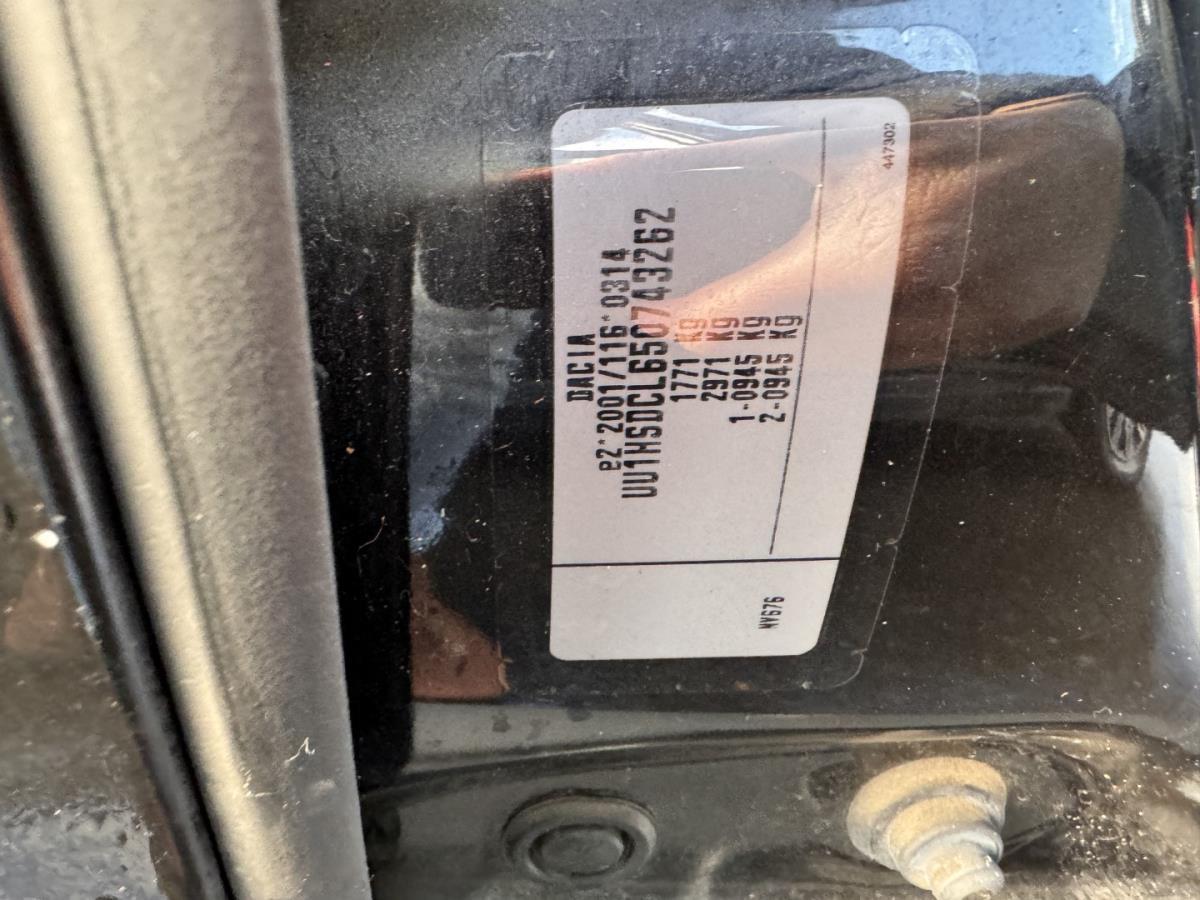 DACIA
e2*2001/116*0314
UU1HSDCL650743262
1771 Kg
2971 Kg
1-0945 Kg
2-0945 Kg
NV676
447302